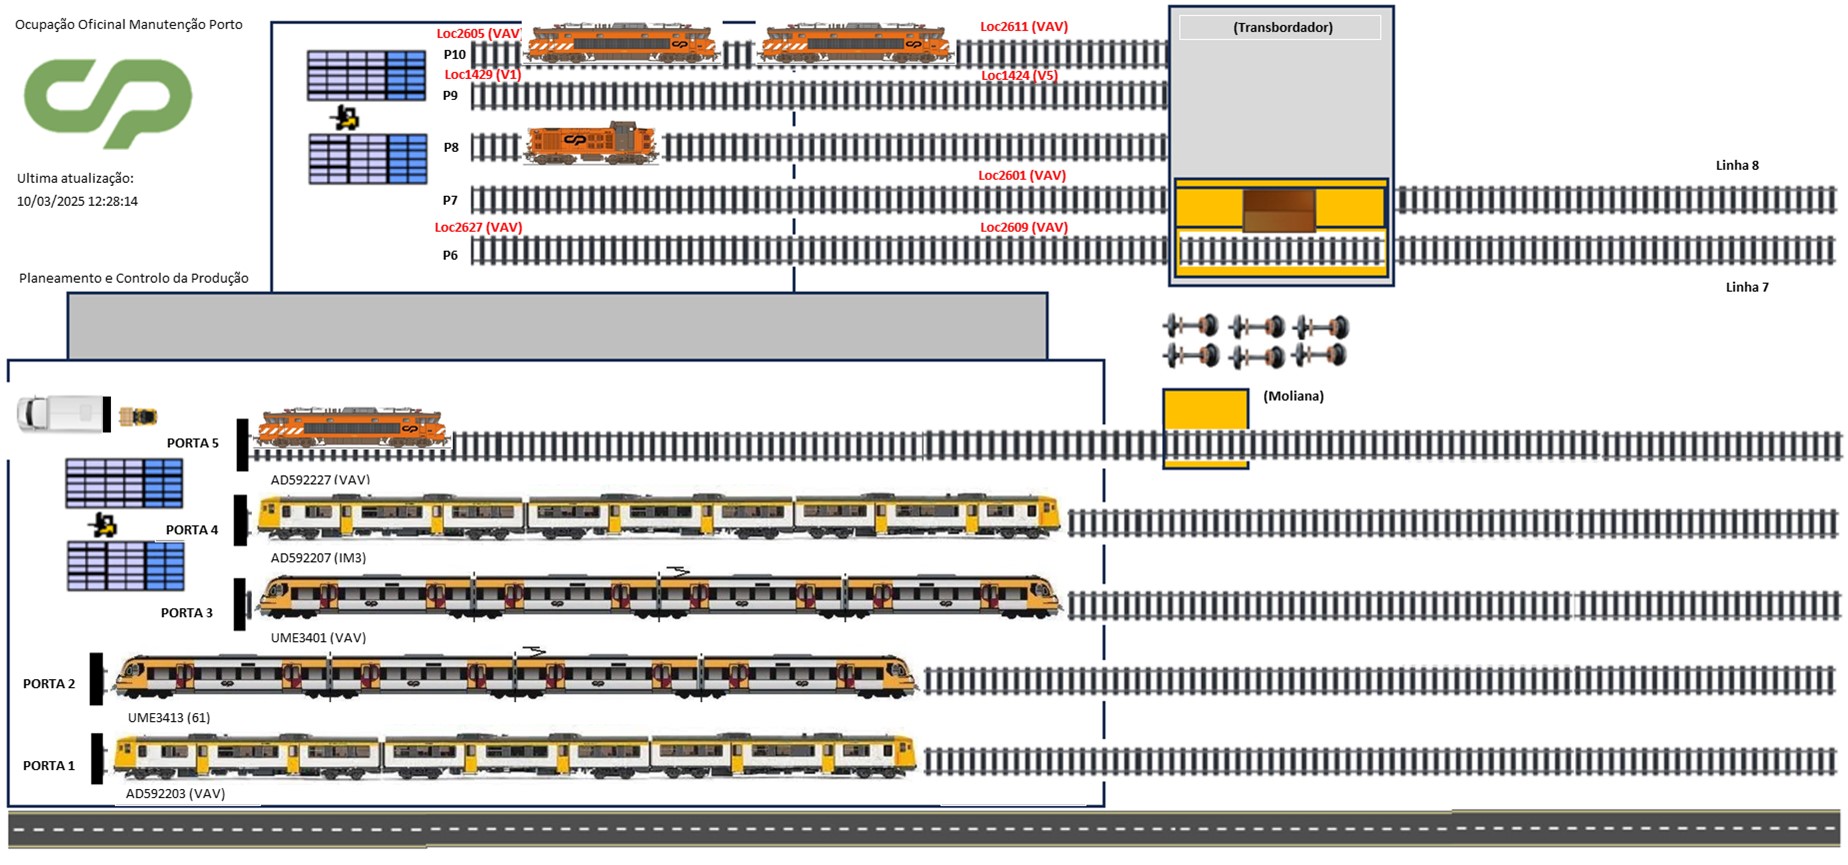 Ocupação Oficinal Manutenção Porto
CP
Ultima atualização:
10/03/2025 12:28:14
Planeamento e Controlo da Produção
Loc2605 (VAV)
Loc2611 (VAV)
P10
Loc1429 (V1)
Loc1424 (V5)
P9
P8
Loc2601 (VAV)
P7
Loc2627 (VAV)
Loc2609 (VAV)
P6
(Transbordador)
Linha 8
Linha 7
(Moliana)
PORTA 5
AD592227 (VAV)
PORTA 4
AD592207 (IM3)
PORTA 3
UME3401 (VAV)
PORTA 2
UME3413 (61)
PORTA 1
AD592203 (VAV)